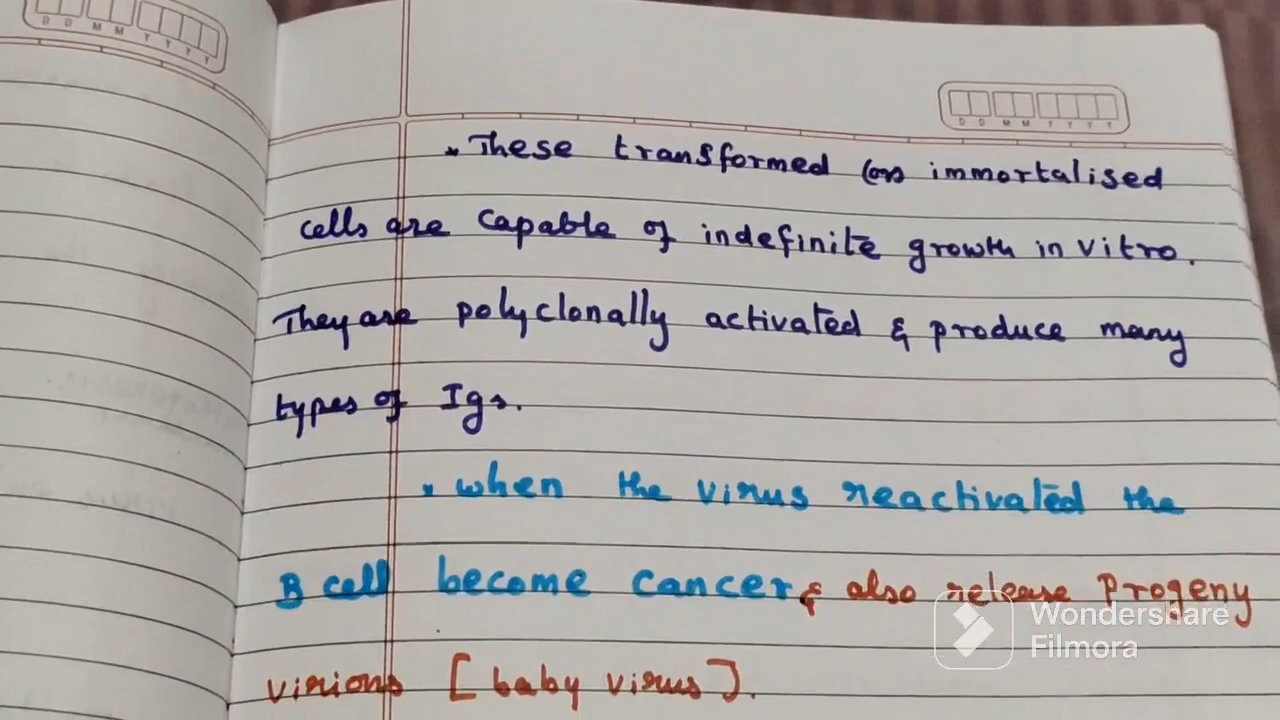 D D M M Y Y Y Y
D D M M Y Y Y Y
* These transformed (or) immortalised
cells are capable of indefinite growth in vitro.
They are polyclonally activated & produce many
types of Igs.
* when the virus reactivated the
B cell become cancer & also release Progeny
virions [baby virus].
Wondershare
Filmora